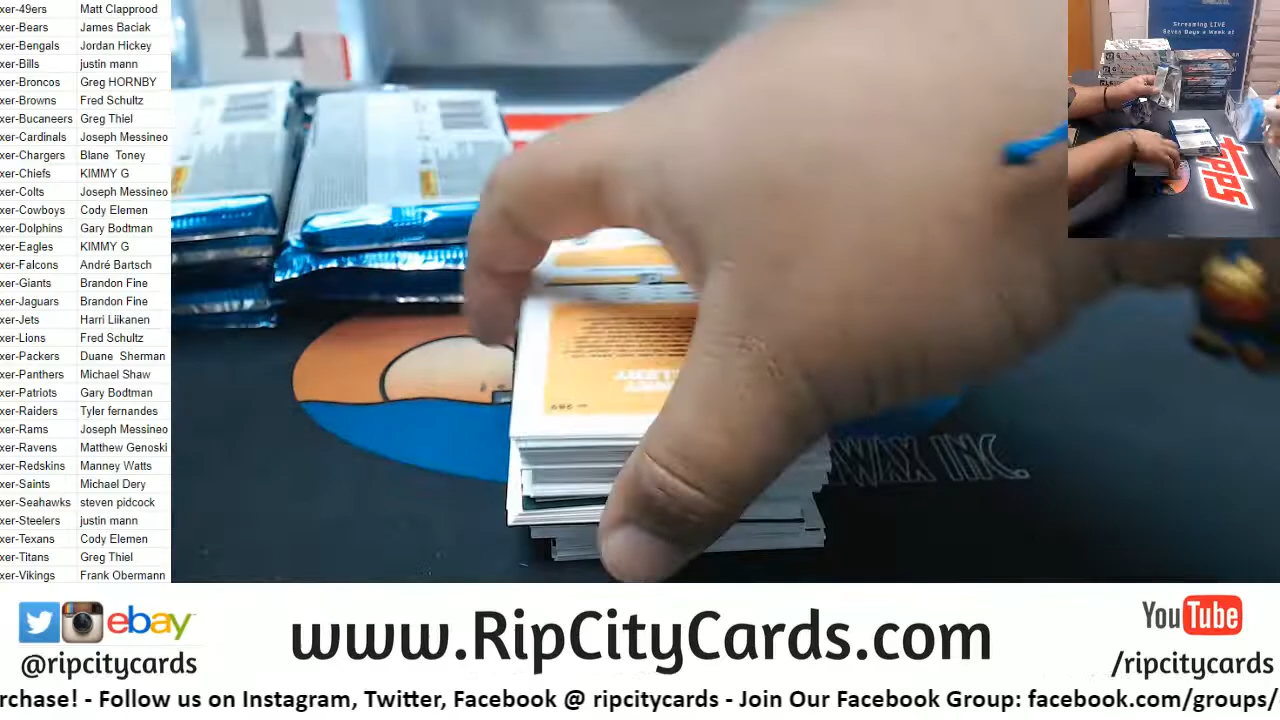 xer-49ers Matt Clapprood
xer-Bears James Baciak
xer-Bengals Jordan Hickey
xer-Bills justin mann
xer-Broncos Greg HORNBY
xer-Browns Fred Schultz
xer-Bucaneers Greg Thiel
xer-Cardinals Joseph Messineo
xer-Chargers Blane Toney
xer-Chiefs KIMMY G
xer-Colts Joseph Messineo
xer-Cowboys Cody Elemen
xer-Dolphins Gary Bodtman
xer-Eagles KIMMY G
xer-Falcons André Bartsch
xer-Giants Brandon Fine
xer-Jaguars Brandon Fine
xer-Jets Harri Liikanen
xer-Lions Fred Schultz
xer-Packers Duane Sherman
xer-Panthers Michael Shaw
xer-Patriots Gary Bodtman
xer-Raiders Tyler fernandes
xer-Rams Joseph Messineo
xer-Ravens Matthew Genoski
xer-Redskins Manney Watts
xer-Saints Michael Dery
xer-Seahawks steven pidcock
xer-Steelers justin mann
xer-Texans Cody Elemen
xer-Titans Greg Thiel
xer-Vikings Frank Obermann
Streaming LIVE
Seven Days a Week at
topps
WAX INC.
ebay
@ripcitycards
www.RipCityCards.com
YouTube
/ripcitycards
rchase! - Follow us on Instagram, Twitter, Facebook @ ripcitycards - Join Our Facebook Group: facebook.com/groups/